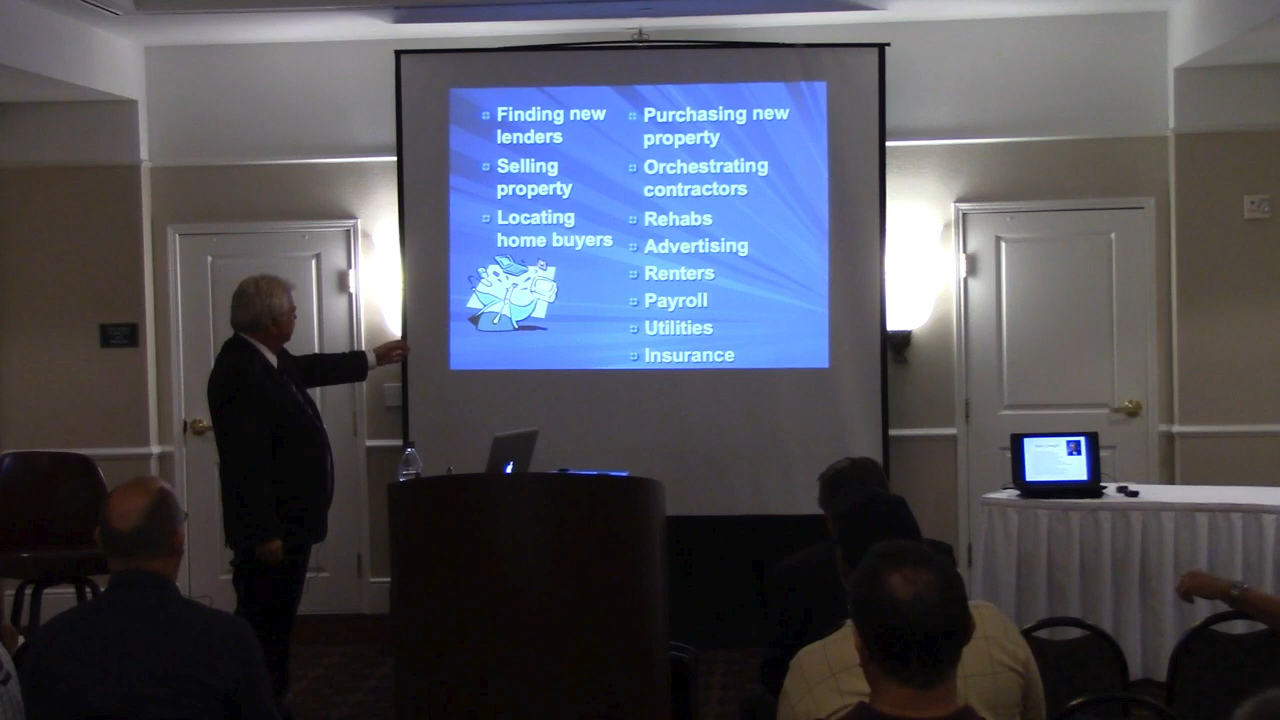 Finding new
lenders
Selling
property
Locating
home buyers
Purchasing new
property
Orchestrating
contractors
Rehabs
Advertising
Renters
Payroll
Utilities
Insurance